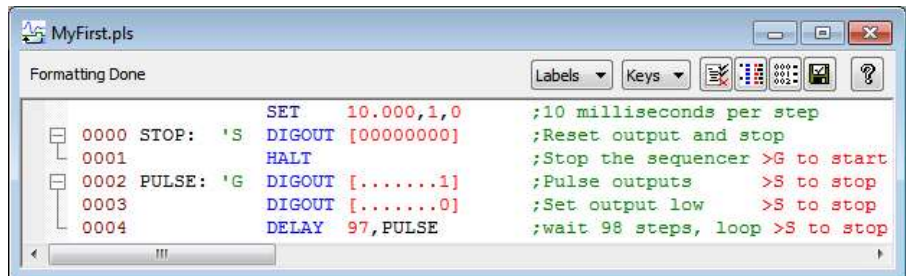 MyFirst.pls
Formatting Done Labels Keys ?
SET 10.000,1,0 ;10 milliseconds per step
0000 STOP: 'S DIGOUT [00000000] ;Reset output and stop
0001 HALT ;Stop the sequencer >G to start
0002 PULSE: 'G DIGOUT [.......1] ;Pulse outputs >S to stop
0003 DIGOUT [.......0] ;Set output low >S to stop
0004 DELAY 97,PULSE ;wait 98 steps, loop >S to stop